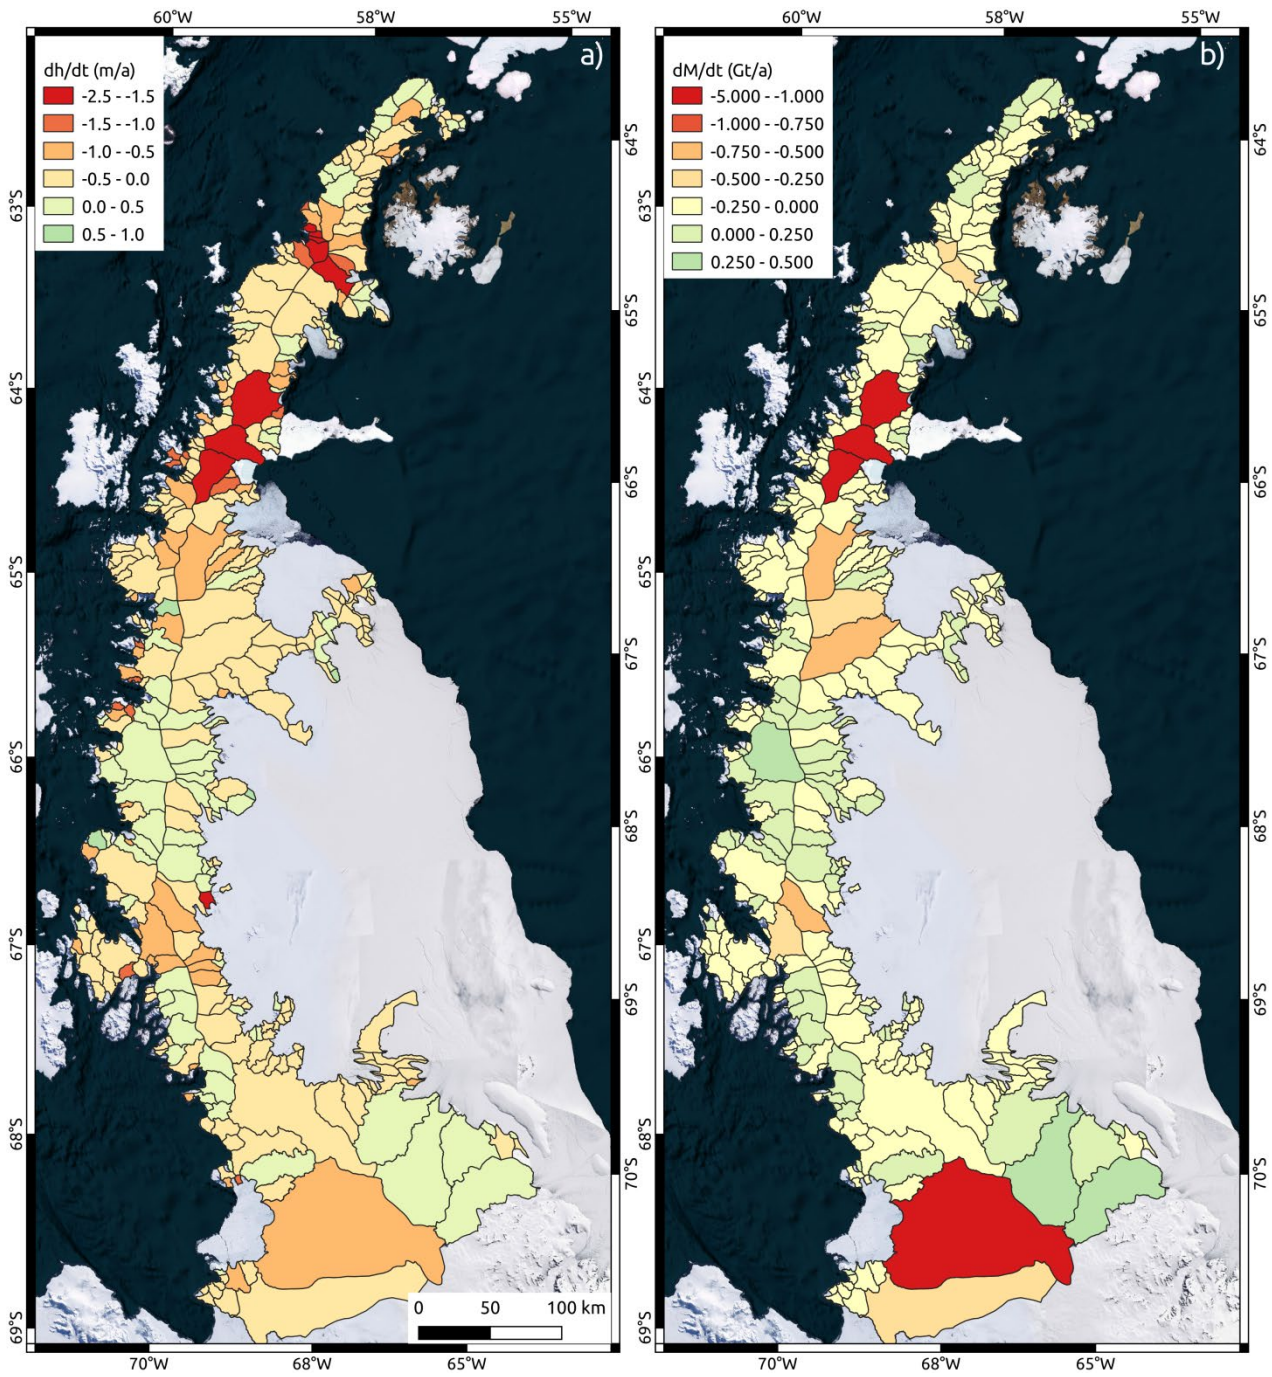 60°W 58°W 55°W
60°W 58°W 55°W
a)
dh/dt (m/a)
-2.5 - -1.5
-1.5 - -1.0
-1.0 - -0.5
-0.5 - 0.0
0.0 - 0.5
0.5 - 1.0
b)
dM/dt (Gt/a)
-5.000 - -1.000
-1.000 - -0.750
-0.750 - -0.500
-0.500 - -0.250
-0.250 - 0.000
0.000 - 0.250
0.250 - 0.500
63°S
64°S
65°S
66°S
67°S
68°S
69°S
64°S
65°S
66°S
67°S
68°S
69°S
70°S
63°S
64°S
65°S
66°S
67°S
68°S
69°S
64°S
65°S
66°S
67°S
68°S
69°S
70°S
0 50 100 km
70°W 68°W 65°W
70°W 68°W 65°W